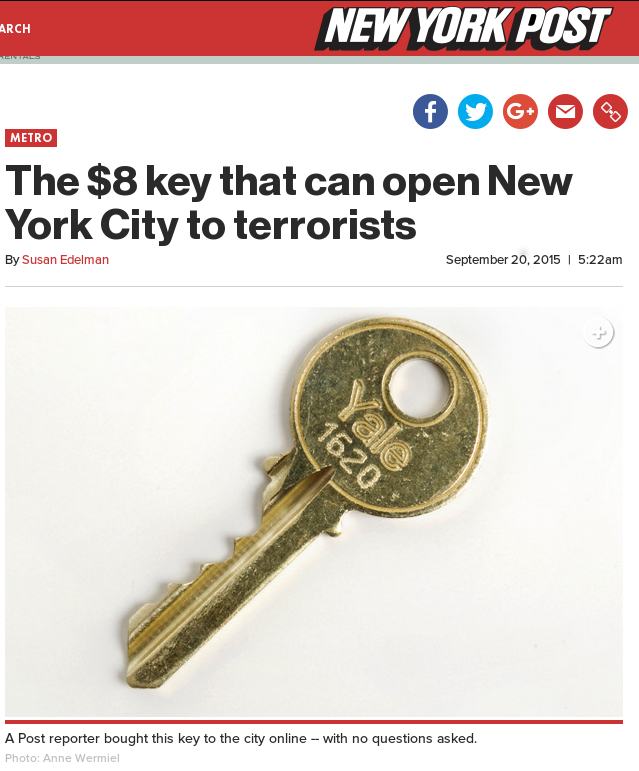 ARCH
NEW YORK POST
RENTALS
METRO
The $8 key that can open New
York City to terrorists
By Susan Edelman
September 20, 2015 | 5:22am
Yale
1620
A Post reporter bought this key to the city online -- with no questions asked.
Photo: Anne Wermiel